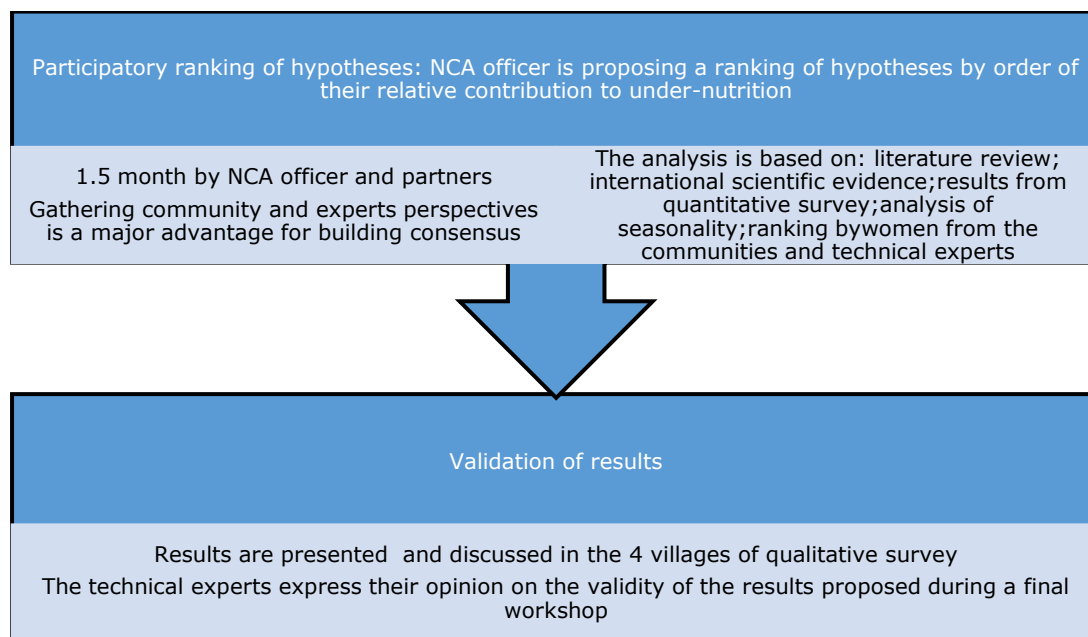 Participatory ranking of hypotheses: NCA officer is proposing a ranking of hypotheses by order of
their relative contribution to under-nutrition
1.5 month by NCA officer and partners
Gathering community and experts perspectives
is a major advantage for building consensus
The analysis is based on: literature review;
international scientific evidence;results from
quantitative survey;analysis of
seasonality;ranking bywomen from the
communities and technical experts
Validation of results
Results are presented and discussed in the 4 villages of qualitative survey
The technical experts express their opinion on the validity of the results proposed during a final
workshop